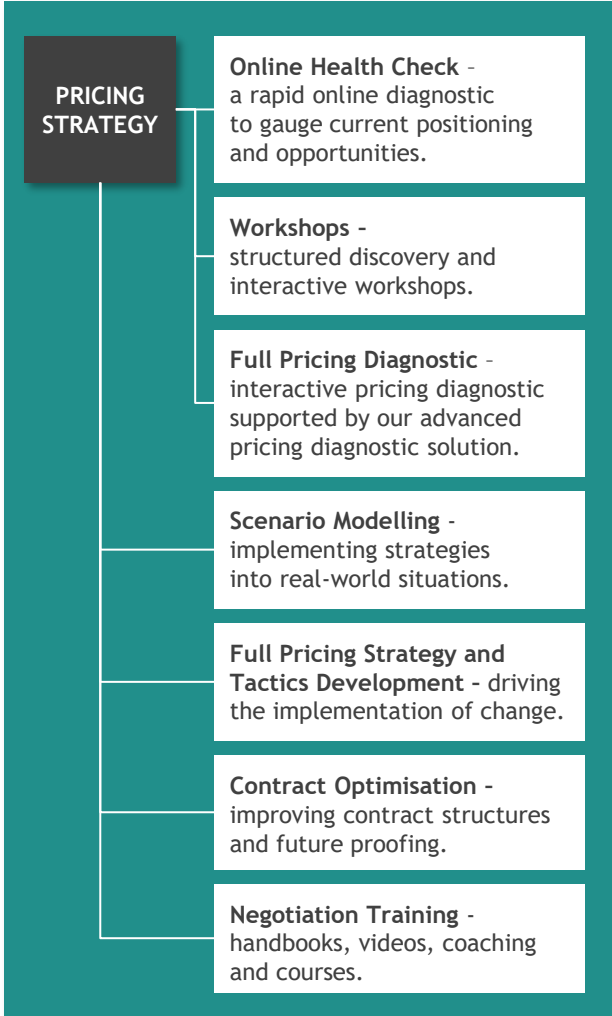 PRICING
STRATEGY
Online Health Check –
a rapid online diagnostic
to gauge current positioning
and opportunities.
Workshops –
structured discovery and
interactive workshops.
Full Pricing Diagnostic –
interactive pricing diagnostic
supported by our advanced
pricing diagnostic solution.
Scenario Modelling -
implementing strategies
into real-world situations.
Full Pricing Strategy and
Tactics Development – driving
the implementation of change.
Contract Optimisation –
improving contract structures
and future proofing.
Negotiation Training -
handbooks, videos, coaching
and courses.